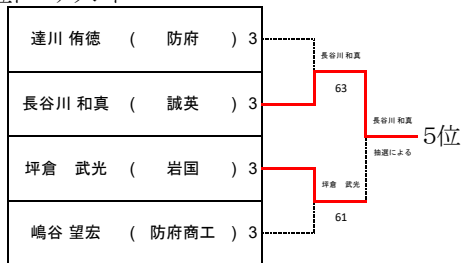 達川 侑徳 ( 防府 ) 3
長谷川 和真
63
長谷川 和真 ( 誠英 ) 3
長谷川 和真
5位
抽選による
坪倉 武光 ( 岩国 ) 3
坪倉 武光
61
嶋谷 望宏 ( 防府商工 ) 3